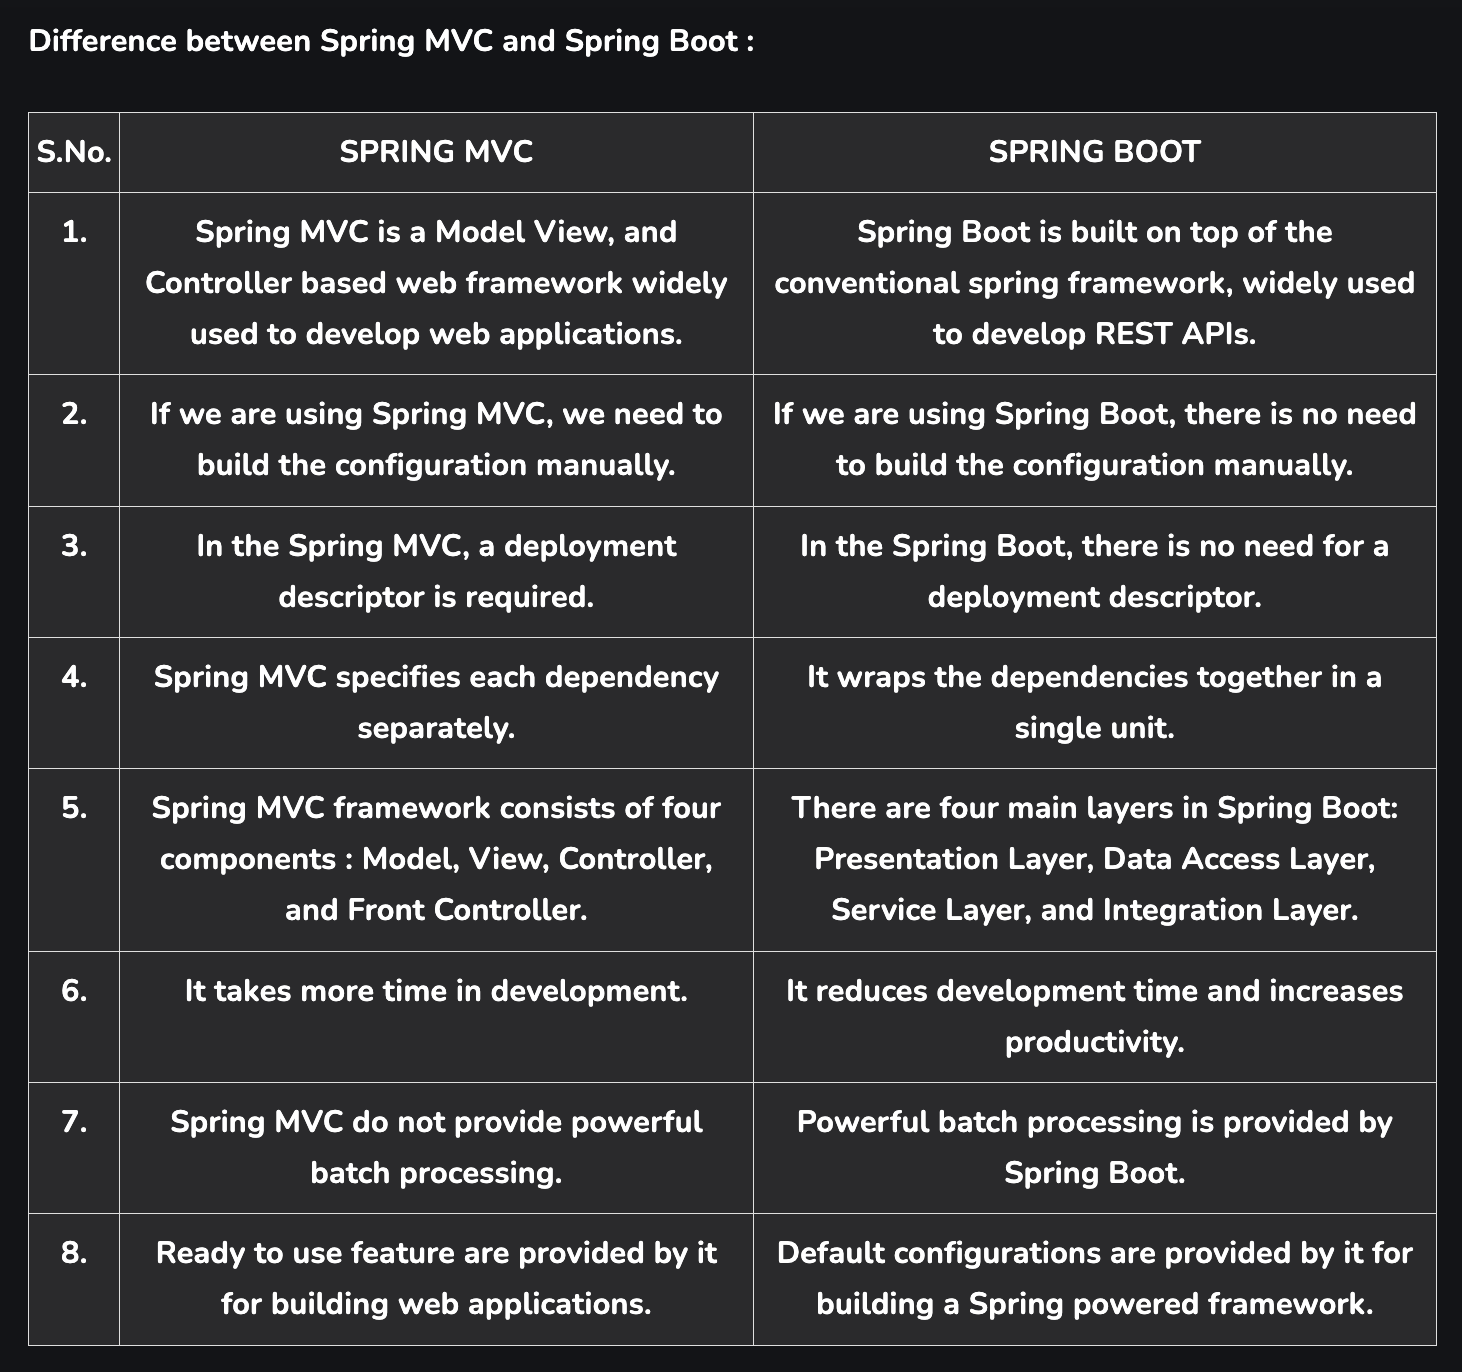 Difference between Spring MVC and Spring Boot :
S.No. SPRING MVC SPRING BOOT
1. Spring MVC is a Model View, and Spring Boot is built on top of the
Controller based web framework widely conventional spring framework, widely used
used to develop web applications. to develop REST APIs.
2. If we are using Spring MVC, we need to If we are using Spring Boot, there is no need
build the configuration manually. to build the configuration manually.
3. In the Spring MVC, a deployment In the Spring Boot, there is no need for a
descriptor is required. deployment descriptor.
4. Spring MVC specifies each dependency It wraps the dependencies together in a
separately. single unit.
5. Spring MVC framework consists of four There are four main layers in Spring Boot:
components : Model, View, Controller, Presentation Layer, Data Access Layer,
and Front Controller. Service Layer, and Integration Layer.
6. It takes more time in development. It reduces development time and increases
productivity.
7. Spring MVC do not provide powerful Powerful batch processing is provided by
batch processing. Spring Boot.
8. Ready to use feature are provided by it Default configurations are provided by it for
for building web applications. building a Spring powered framework.